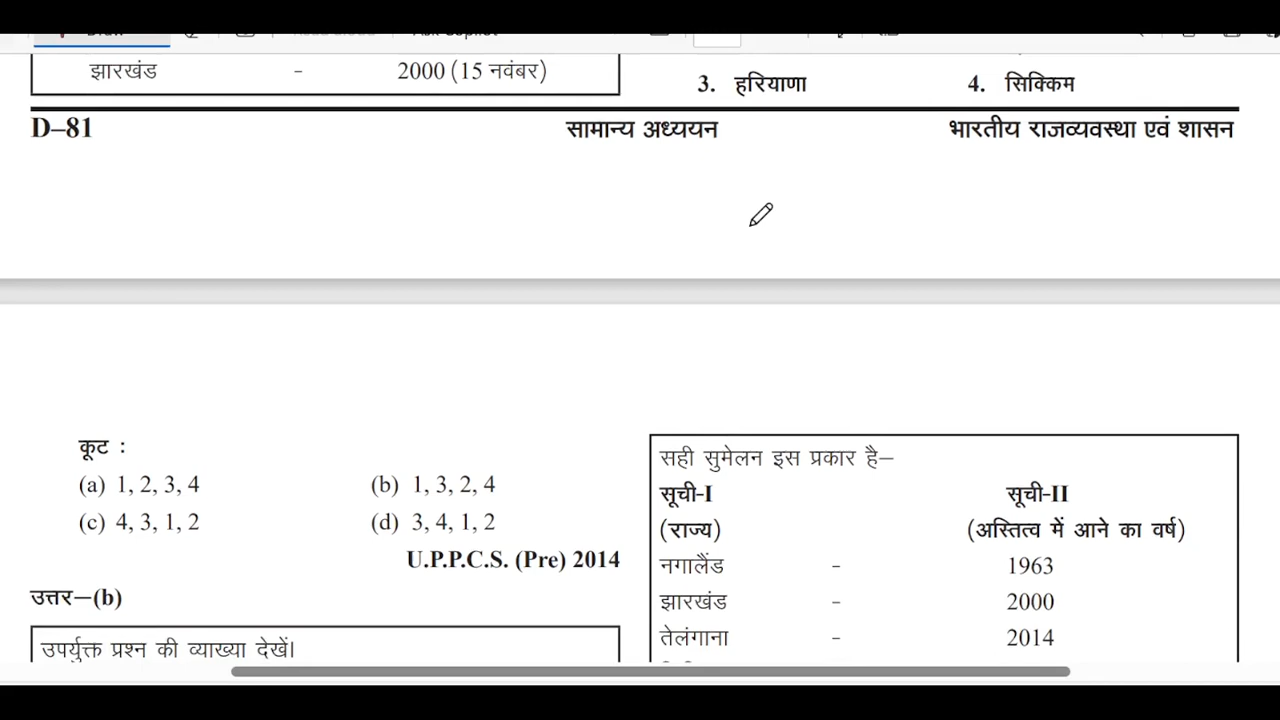 झारखंड - 2000 (15 नवंबर)
3. हरियाणा 4. सिक्किम
D–81 सामान्य अध्ययन भारतीय राजव्यवस्था एवं शासन
कूट :
(a) 1, 2, 3, 4 (b) 1, 3, 2, 4
(c) 4, 3, 1, 2 (d) 3, 4, 1, 2
U.P.P.C.S. (Pre) 2014
उत्तर–(b)
उपर्युक्त प्रश्न की व्याख्या देखें।
सही सुमेलन इस प्रकार है–
सूची-I सूची-II
(राज्य) (अस्तित्व में आने का वर्ष)
नगालैंड - 1963
झारखंड - 2000
तेलंगाना - 2014